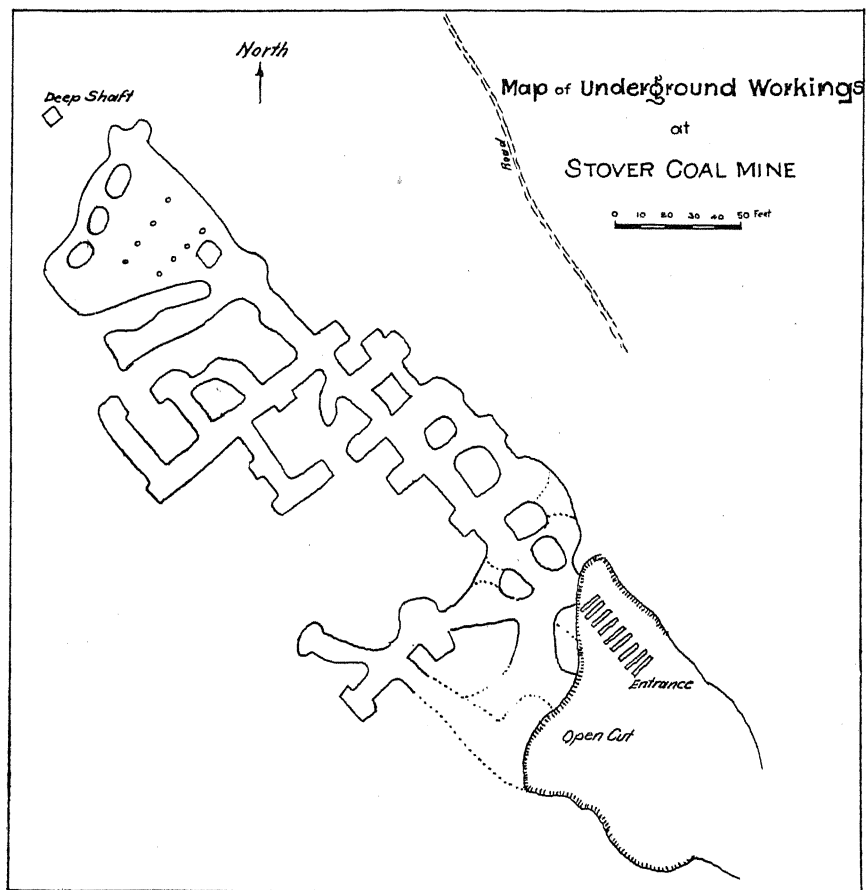 North
Deep Shaft
Map of Underground Workings
at
STOVER COAL MINE
Road
0 10 20 30 40 50 Feet
Entrance
Open Cut